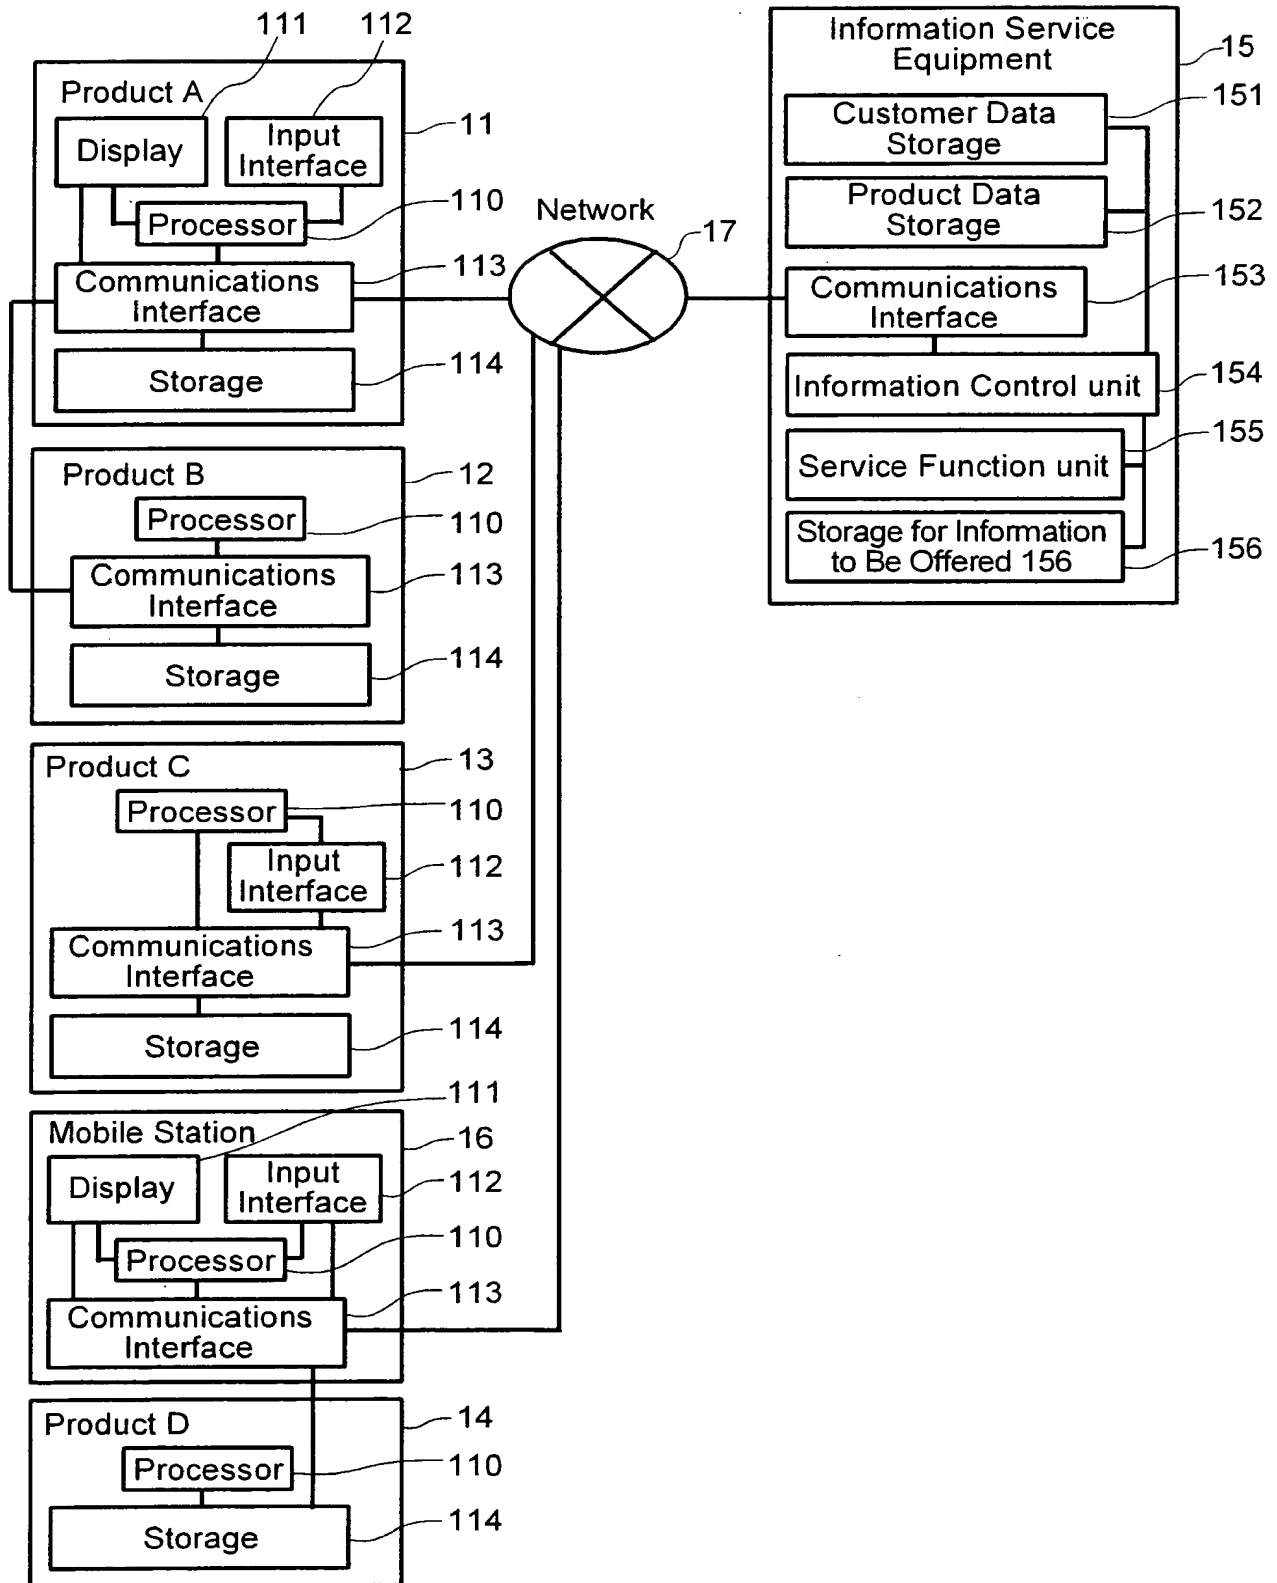 111
112
Product A
11
Display
Input
Interface
110
Processor
113
Communications
Interface
114
Storage
Product B
12
Processor
110
Communications
Interface
113
114
Storage
Product C
13
Processor
110
Input
Interface
112
Communications
Interface
113
114
Storage
111
Mobile Station
16
Display
Input
Interface
112
110
Processor
113
Communications
Interface
Product D
14
Processor
110
114
Storage
Network
17
Information Service
Equipment
15
151
Customer Data
Storage
Product Data
Storage
152
Communications
Interface
153
Information Control unit
154
155
Service Function unit
Storage for Information
to Be Offered 156
156